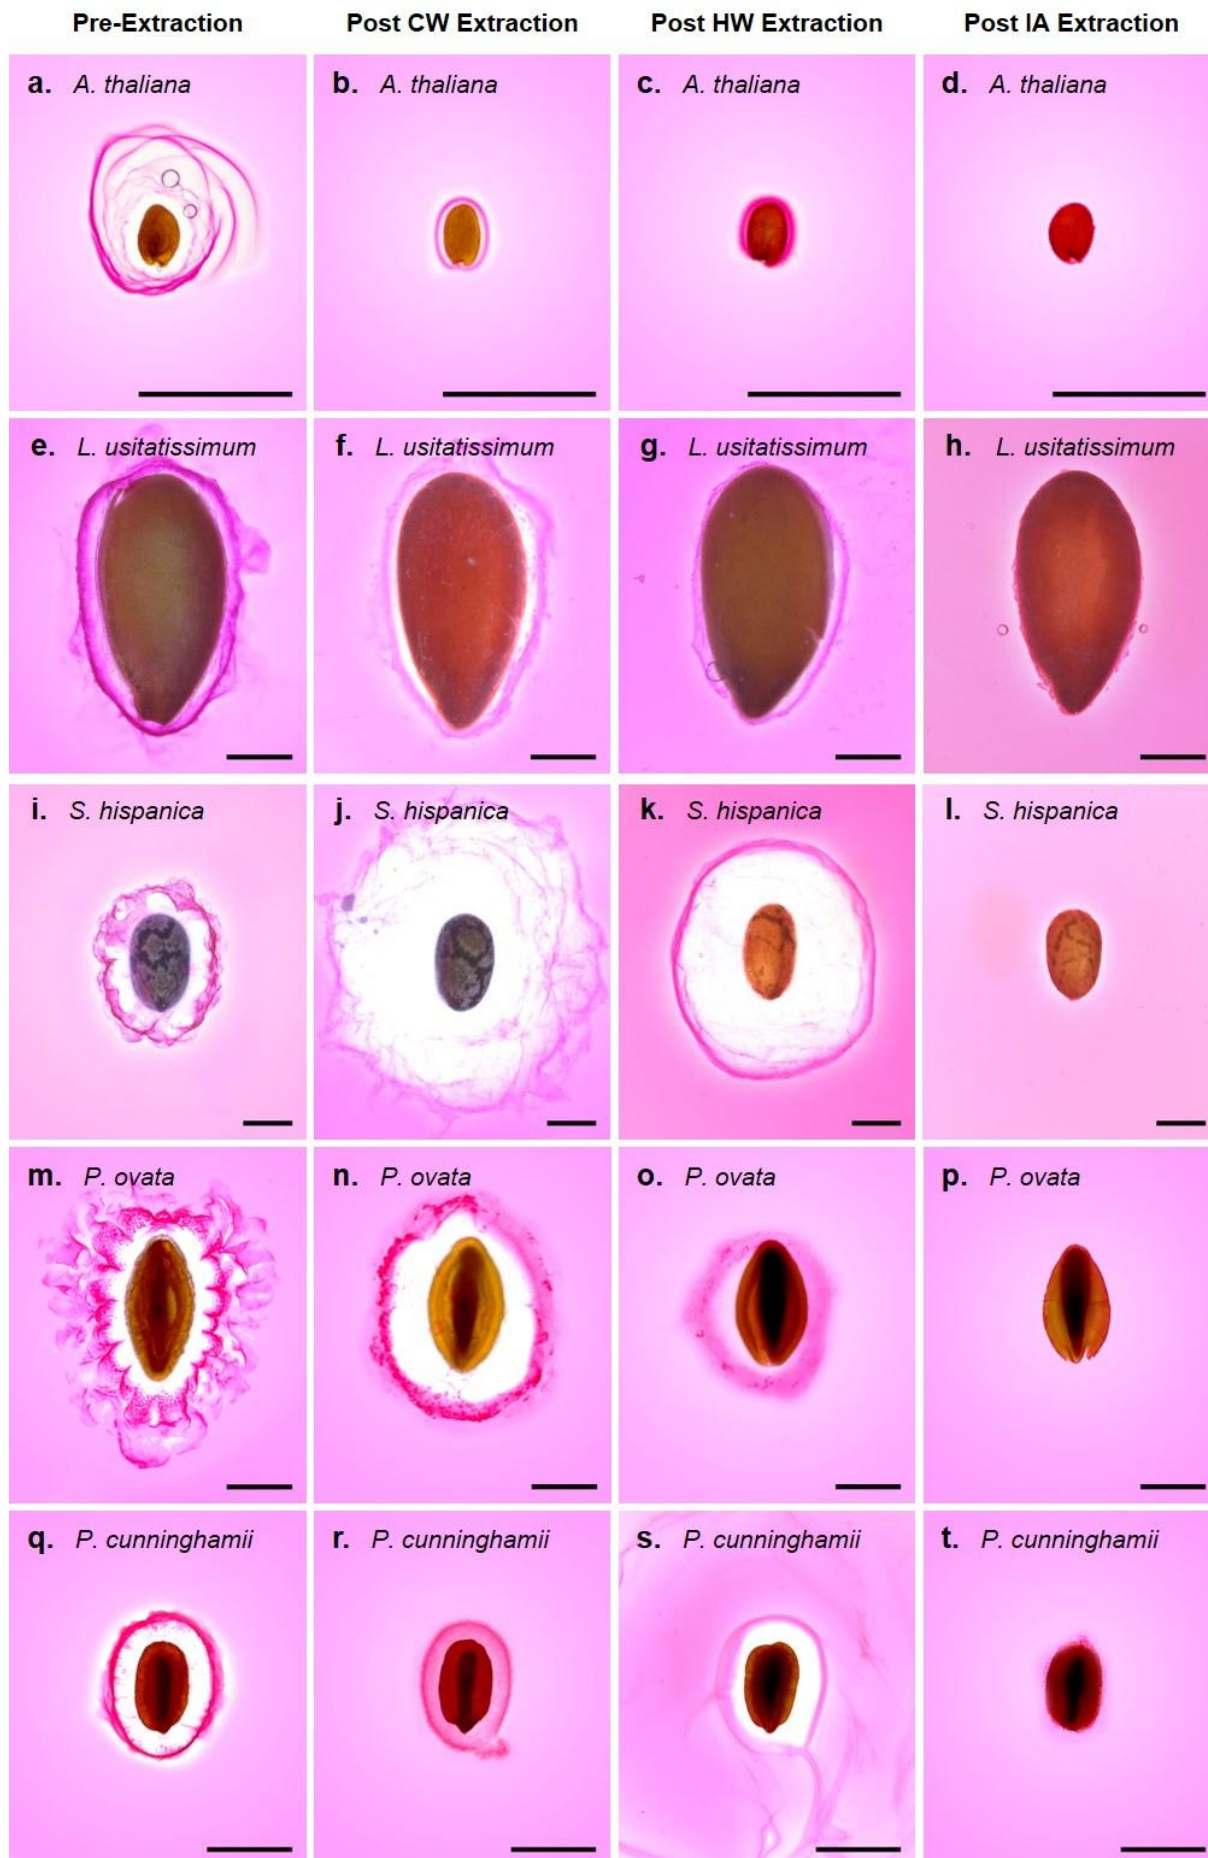 Pre-Extraction Post CW Extraction Post HW Extraction Post IA Extraction
a. A. thaliana b. A. thaliana c. A. thaliana d. A. thaliana
e. L. usitatissimum f. L. usitatissimum g. L. usitatissimum h. L. usitatissimum
i. S. hispanica j. S. hispanica k. S. hispanica l. S. hispanica
m. P. ovata n. P. ovata o. P. ovata p. P. ovata
q. P. cunninghamii r. P. cunninghamii s. P. cunninghamii t. P. cunninghamii